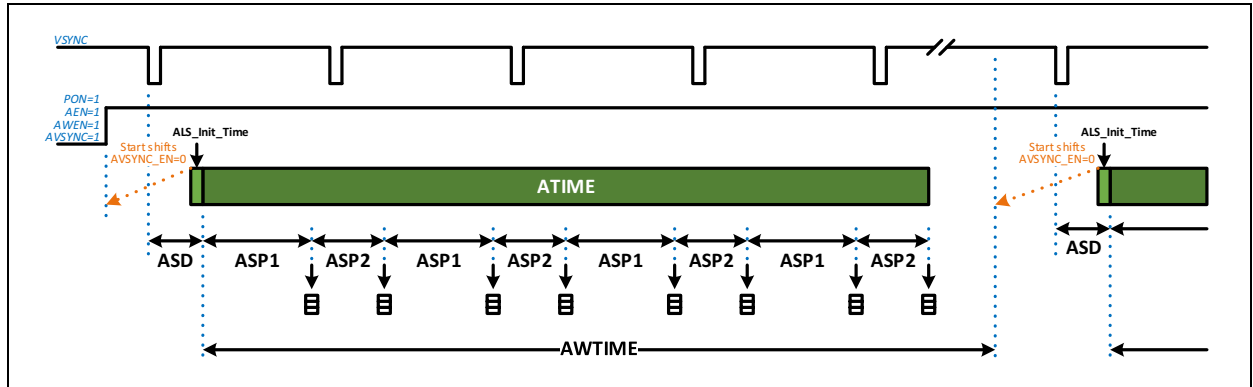 VSYNC
PON=1
AEN=1
AWEN=1
AVSYNC=1
ALS_Init_Time
ALS_Init_Time
Start shifts
AVSYNC_EN=0
Start shifts
AVSYNC_EN=0
ATIME
ASD
ASP1
ASP2
ASP1
ASP2
ASP1
ASP2
ASP1
ASP2
ASD
AWTIME